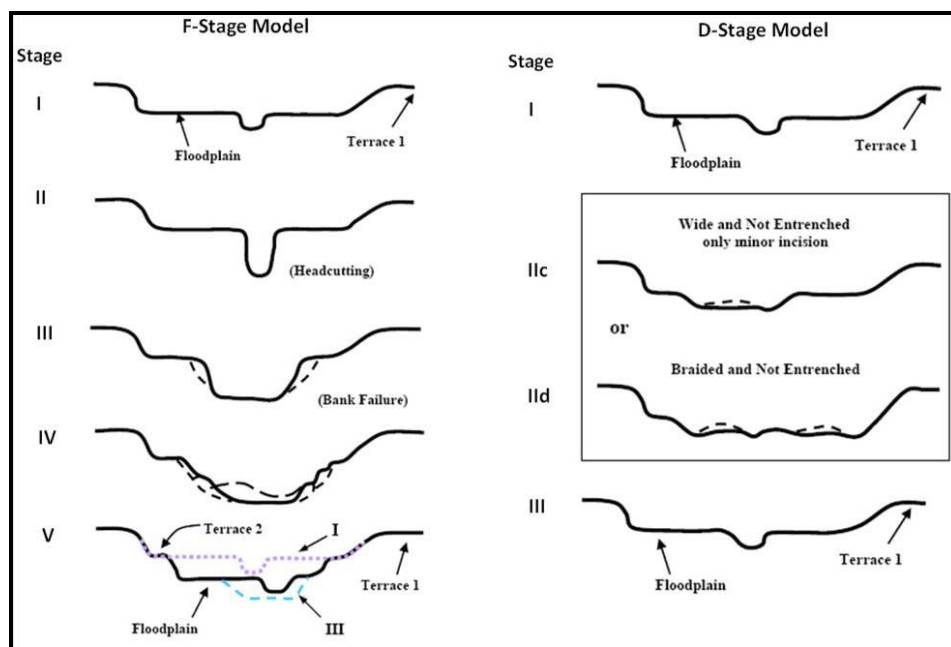 F-Stage Model
Stage
I
Floodplain
Terrace 1
II
(Headcutting)
III
(Bank Failure)
IV
V
Terrace 2
I
Terrace 1
Floodplain
III
D-Stage Model
Stage
I
Floodplain
Terrace 1
Wide and Not Entrenched
only minor incision
IIc
or
Braided and Not Entrenched
IId
III
Floodplain
Terrace 1